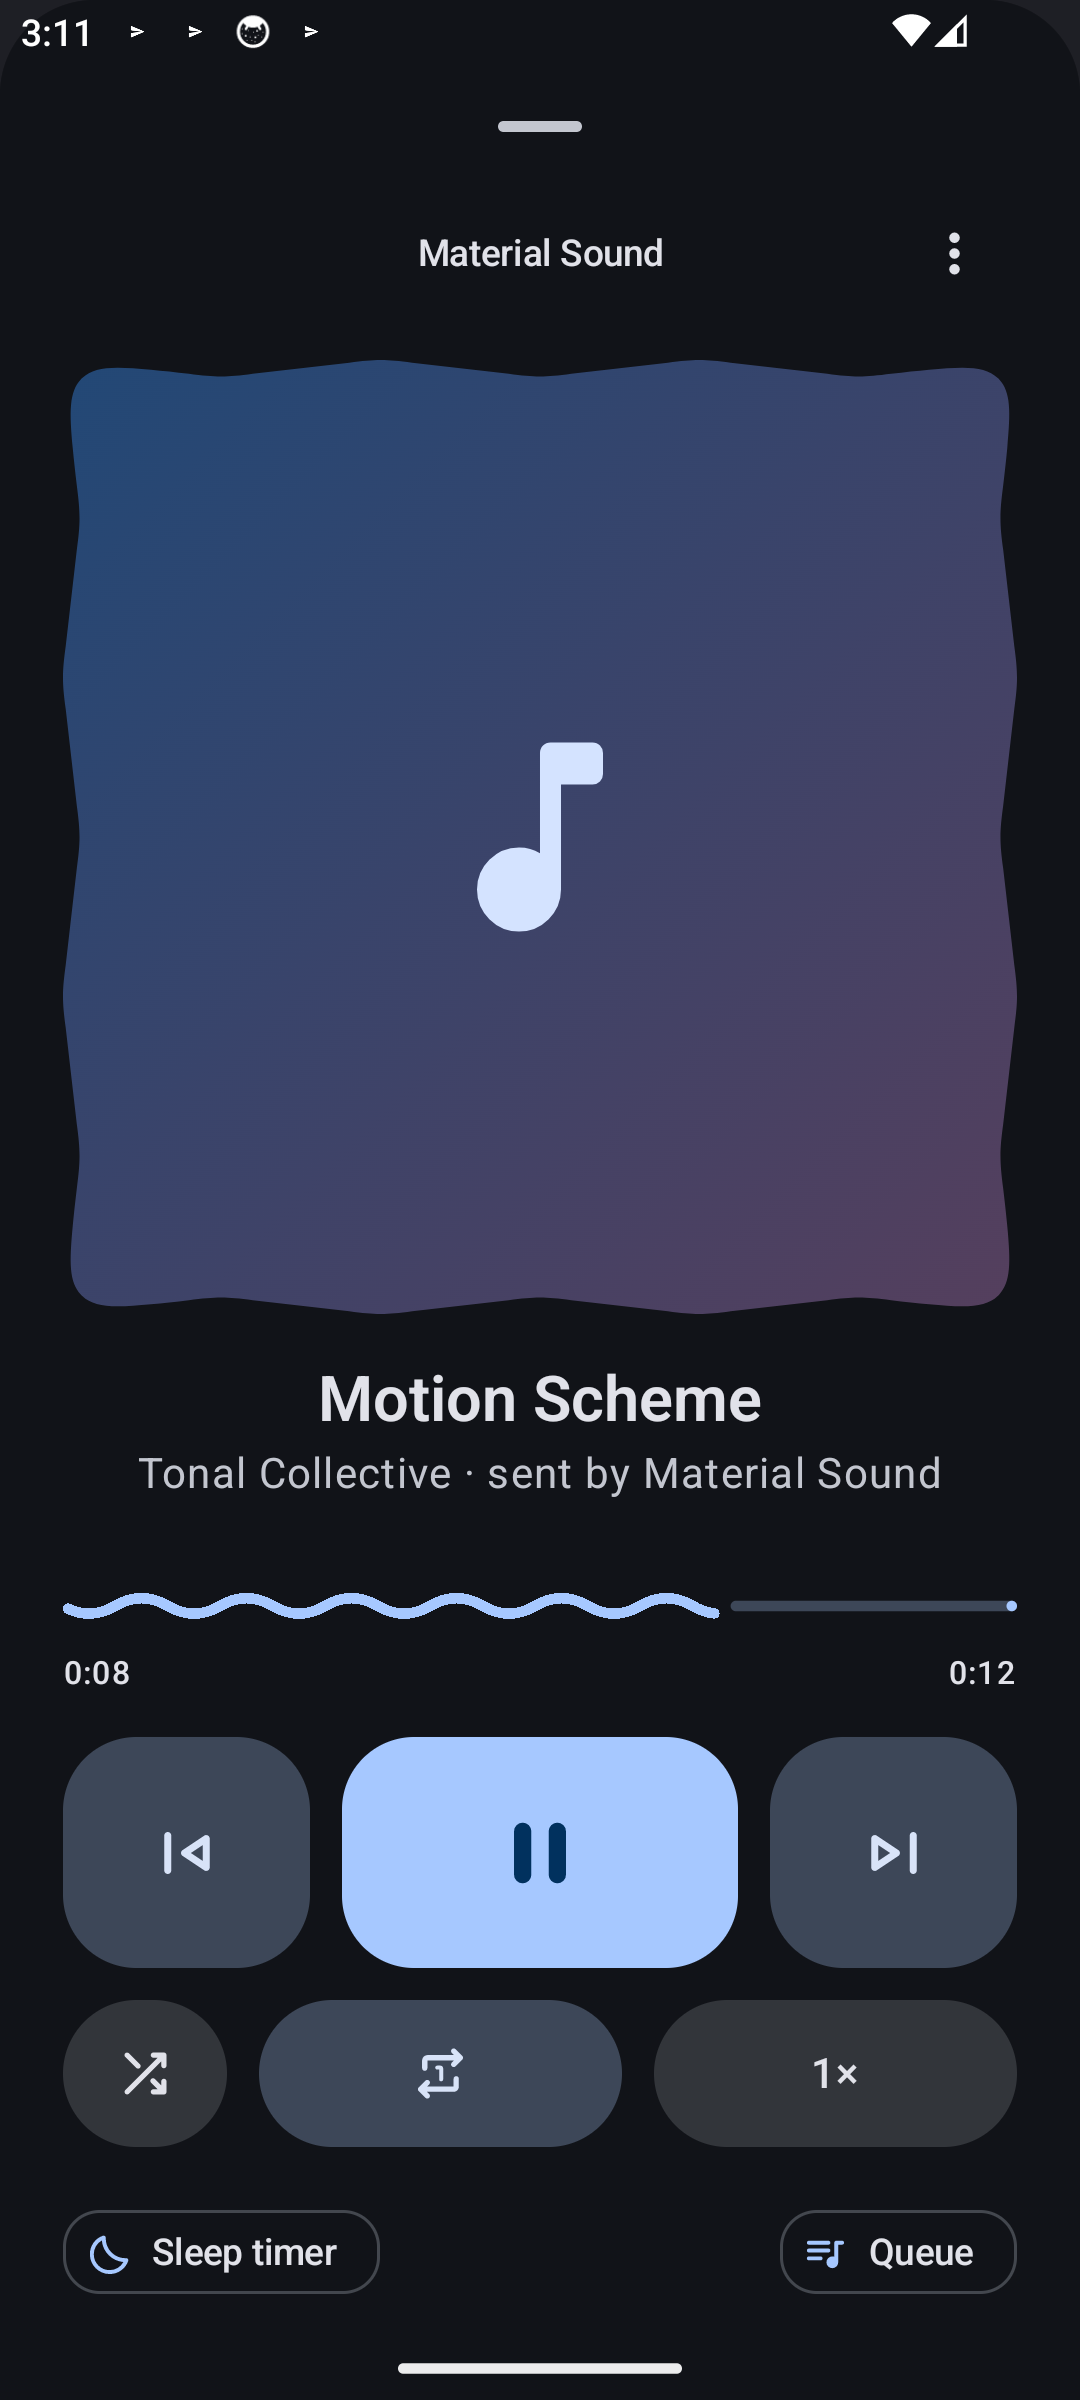 3:11
Material Sound
Motion Scheme
Tonal Collective · sent by Material Sound
0:08
0:12
1
1×
Sleep timer
Queue